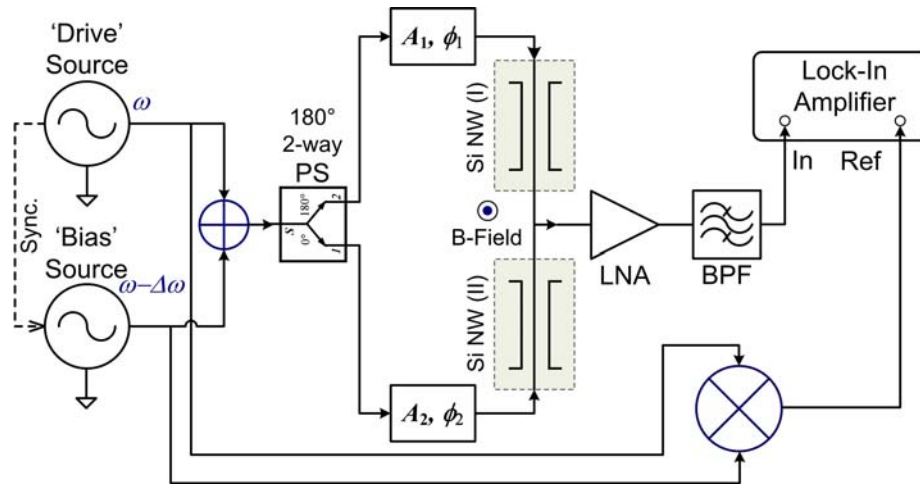 'Drive'
Source
ω
Sync.
'Bias'
Source
ω−Δω
180°
2-way
PS
S
180°
0°
2
1
A₁, ϕ₁
A₂, ϕ₂
Si NW (I)
B-Field
Si NW (II)
LNA
BPF
Lock-In
Amplifier
In
Ref